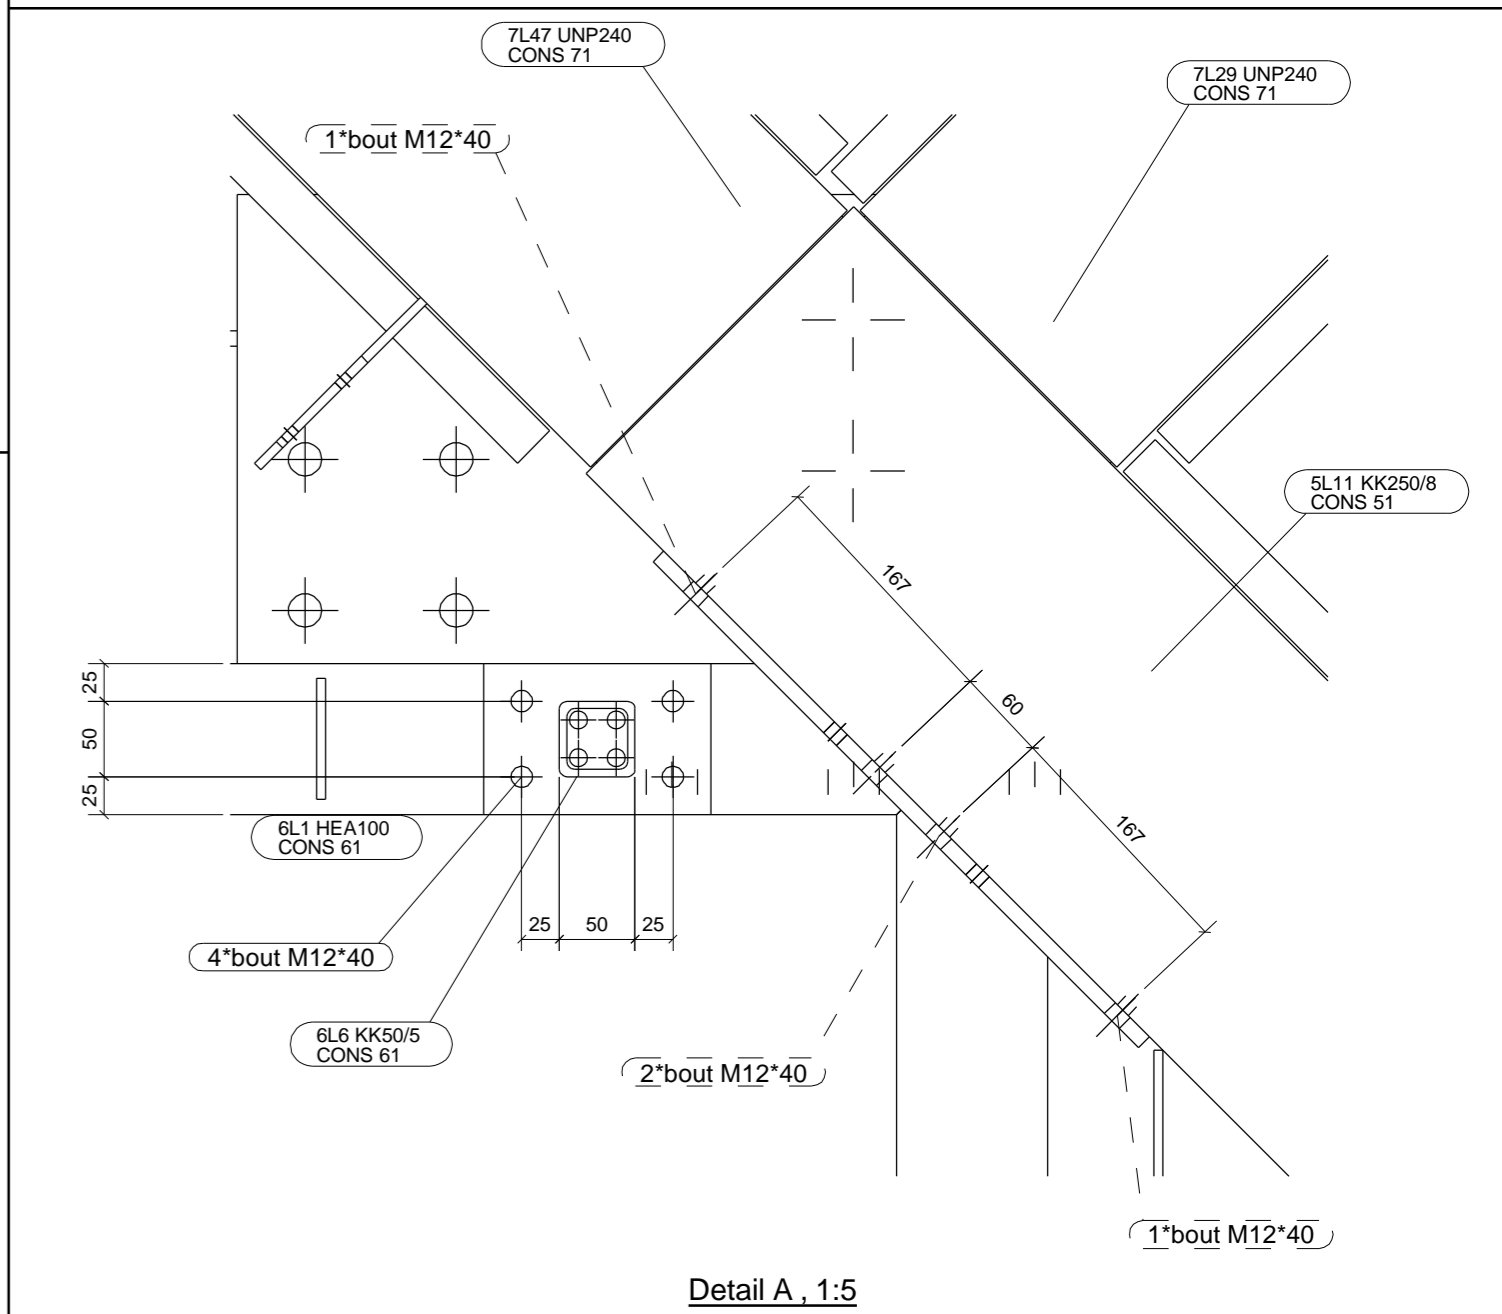 7L47 UNP240
CONS 71
7L29 UNP240
CONS 71
1*bout M12*40
5L11 KK250/8
CONS 51
167
60
167
25
50
25
6L1 HEA100
CONS 61
25
50
25
4*bout M12*40
6L6 KK50/5
CONS 61
2*bout M12*40
1*bout M12*40
Detail A , 1:5